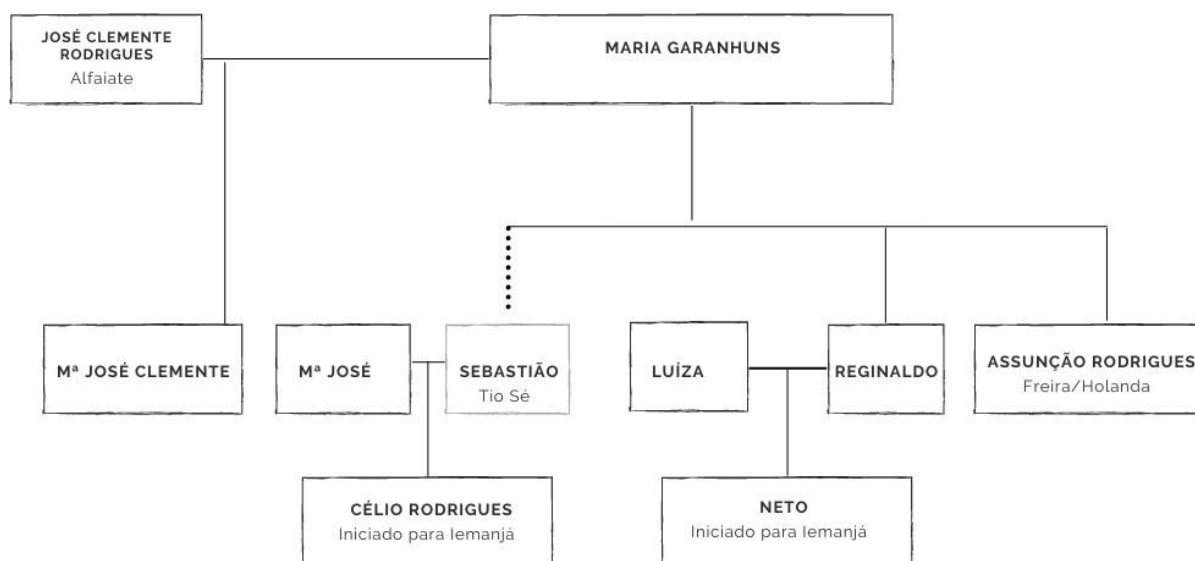 JOSÉ CLEMENTE
RODRIGUES
Alfaiate
MARIA GARANHUNS
Mª JOSÉ CLEMENTE
Mª JOSÉ
SEBASTIÃO
Tio Sé
LUÍZA
REGINALDO
ASSUNÇÃO RODRIGUES
Freira/Holanda
CÉLIO RODRIGUES
Iniciado para Iemanjá
NETO
Iniciado para Iemanjá